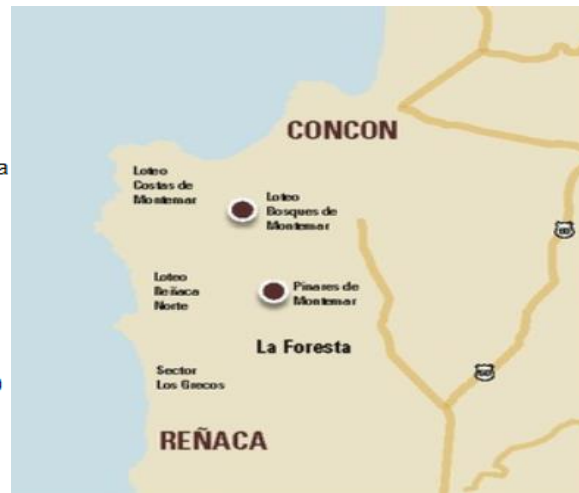 CONCON
a
Loteo
Costas de
Montemar
Loteo
Bosques de
Montemar
Loteo
Reñaca
Norte
Pinares de
Montemar
La Foresta
Sector
Los Grecos
REÑACA